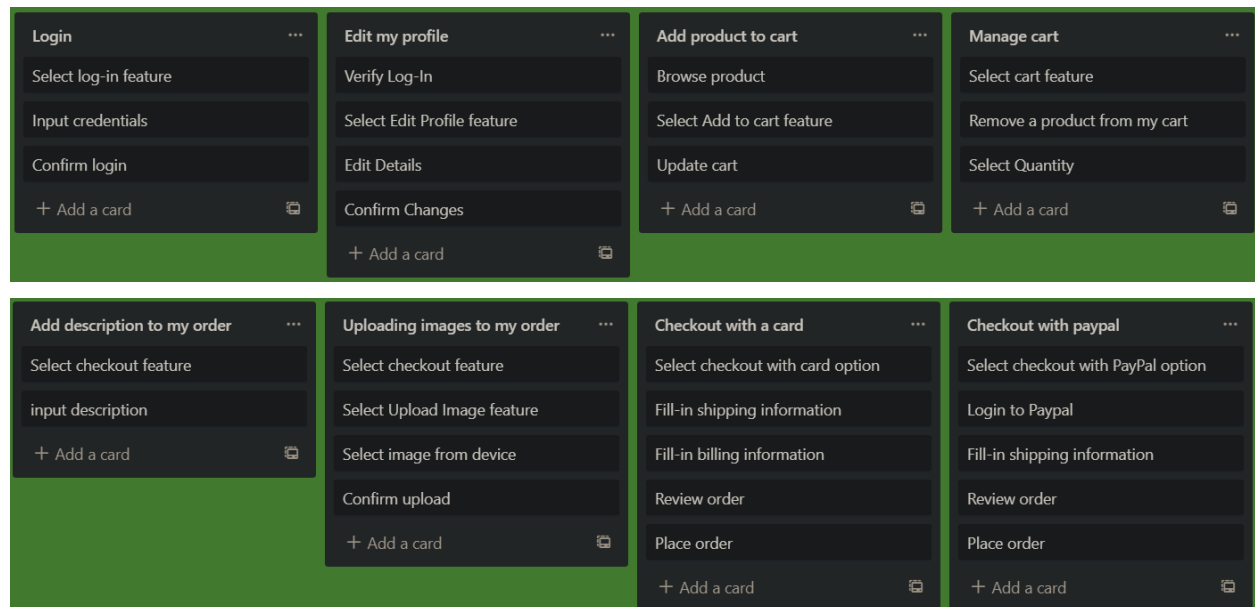 Login
Select log-in feature
Input credentials
Confirm login
+ Add a card
Edit my profile
Verify Log-In
Select Edit Profile feature
Edit Details
Confirm Changes
+ Add a card
Add product to cart
Browse product
Select Add to cart feature
Update cart
+ Add a card
Manage cart
Select cart feature
Remove a product from my cart
Select Quantity
+ Add a card
Add description to my order
Select checkout feature
input description
+ Add a card
Uploading images to my order
Select checkout feature
Select Upload Image feature
Select image from device
Confirm upload
+ Add a card
Checkout with a card
Select checkout with card option
Fill-in shipping information
Fill-in billing information
Review order
Place order
+ Add a card
Checkout with paypal
Select checkout with PayPal option
Login to Paypal
Fill-in shipping information
Review order
Place order
+ Add a card